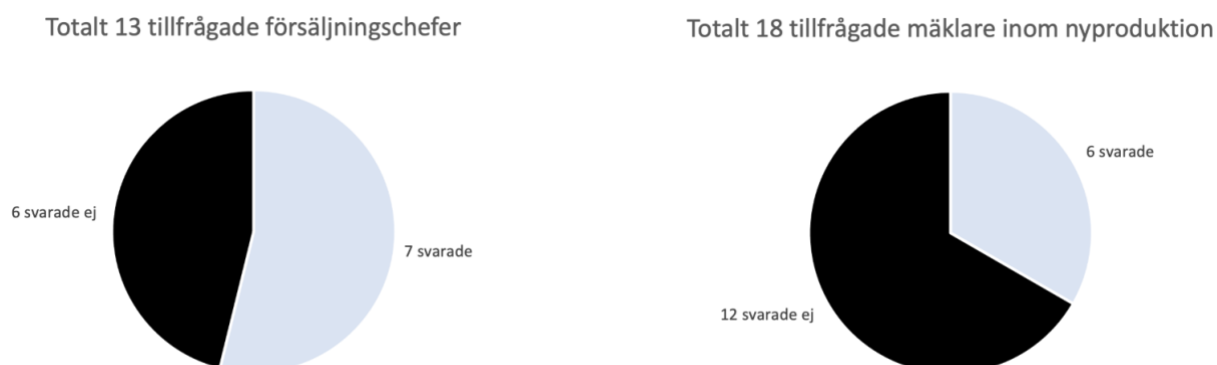 Totalt 13 tillfrågade försäljningschefer
6 svarade ej
7 svarade
Totalt 18 tillfrågade mäklare inom nyproduktion
6 svarade
12 svarade ej